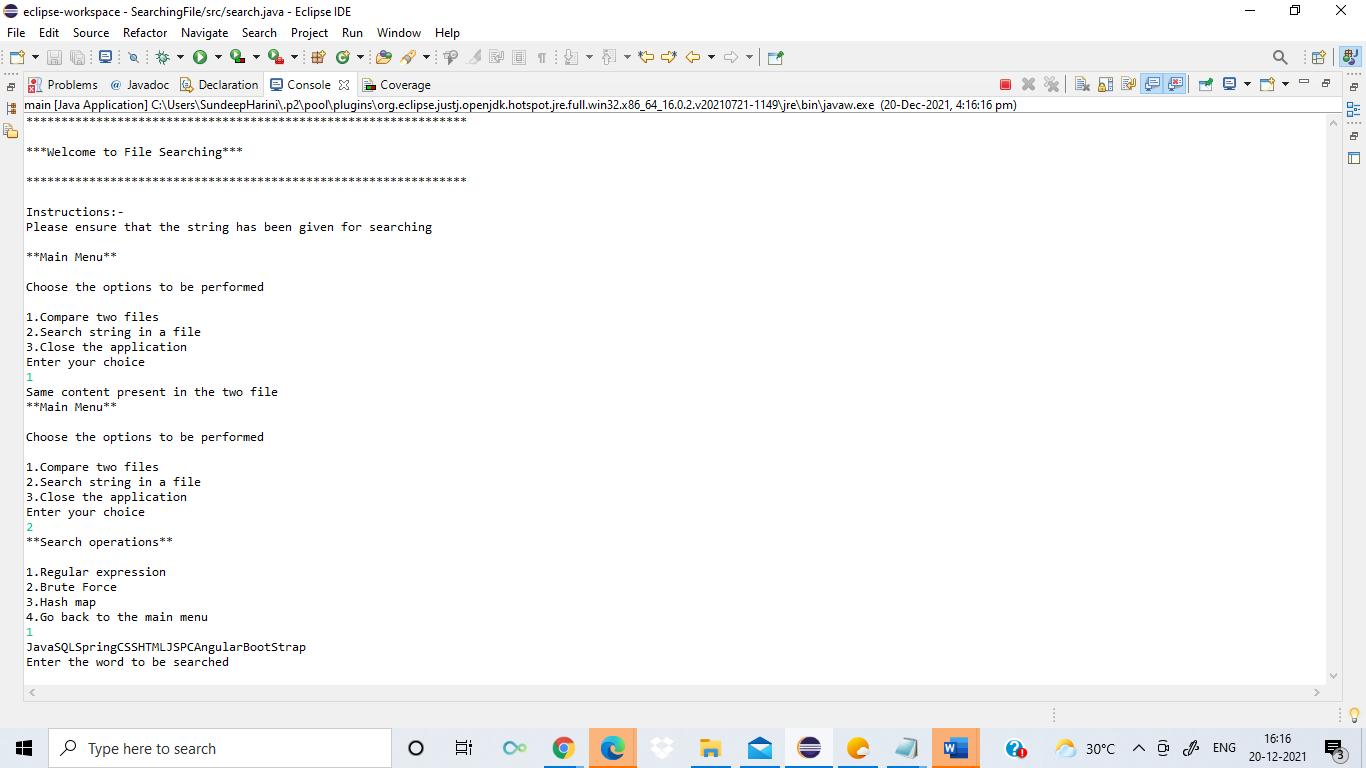 eclipse-workspace - SearchingFile/src/search.java - Eclipse IDE
File Edit Source Refactor Navigate Search Project Run Window Help
Problems @ Javadoc Declaration Console Coverage
main [Java Application] C:\Users\SundeepHarini\.p2\pool\plugins\org.eclipse.justj.openjdk.hotspot.jre.full.win32.x86_64_16.0.2.v20210721-1149\jre\bin\javaw.exe (20-Dec-2021, 4:16:16 pm)
***************************************************************
***Welcome to File Searching***
***************************************************************
Instructions:-
Please ensure that the string has been given for searching
**Main Menu**
Choose the options to be performed
1.Compare two files
2.Search string in a file
3.Close the application
Enter your choice
1
Same content present in the two file
**Main Menu**
Choose the options to be performed
1.Compare two files
2.Search string in a file
3.Close the application
Enter your choice
2
**Search operations**
1.Regular expression
2.Brute Force
3.Hash map
4.Go back to the main menu
1
JavaSQLSpringCSSHTMLJSPCAngularBootStrap
Enter the word to be searched
Type here to search
30°C
ENG
16:16
20-12-2021
3